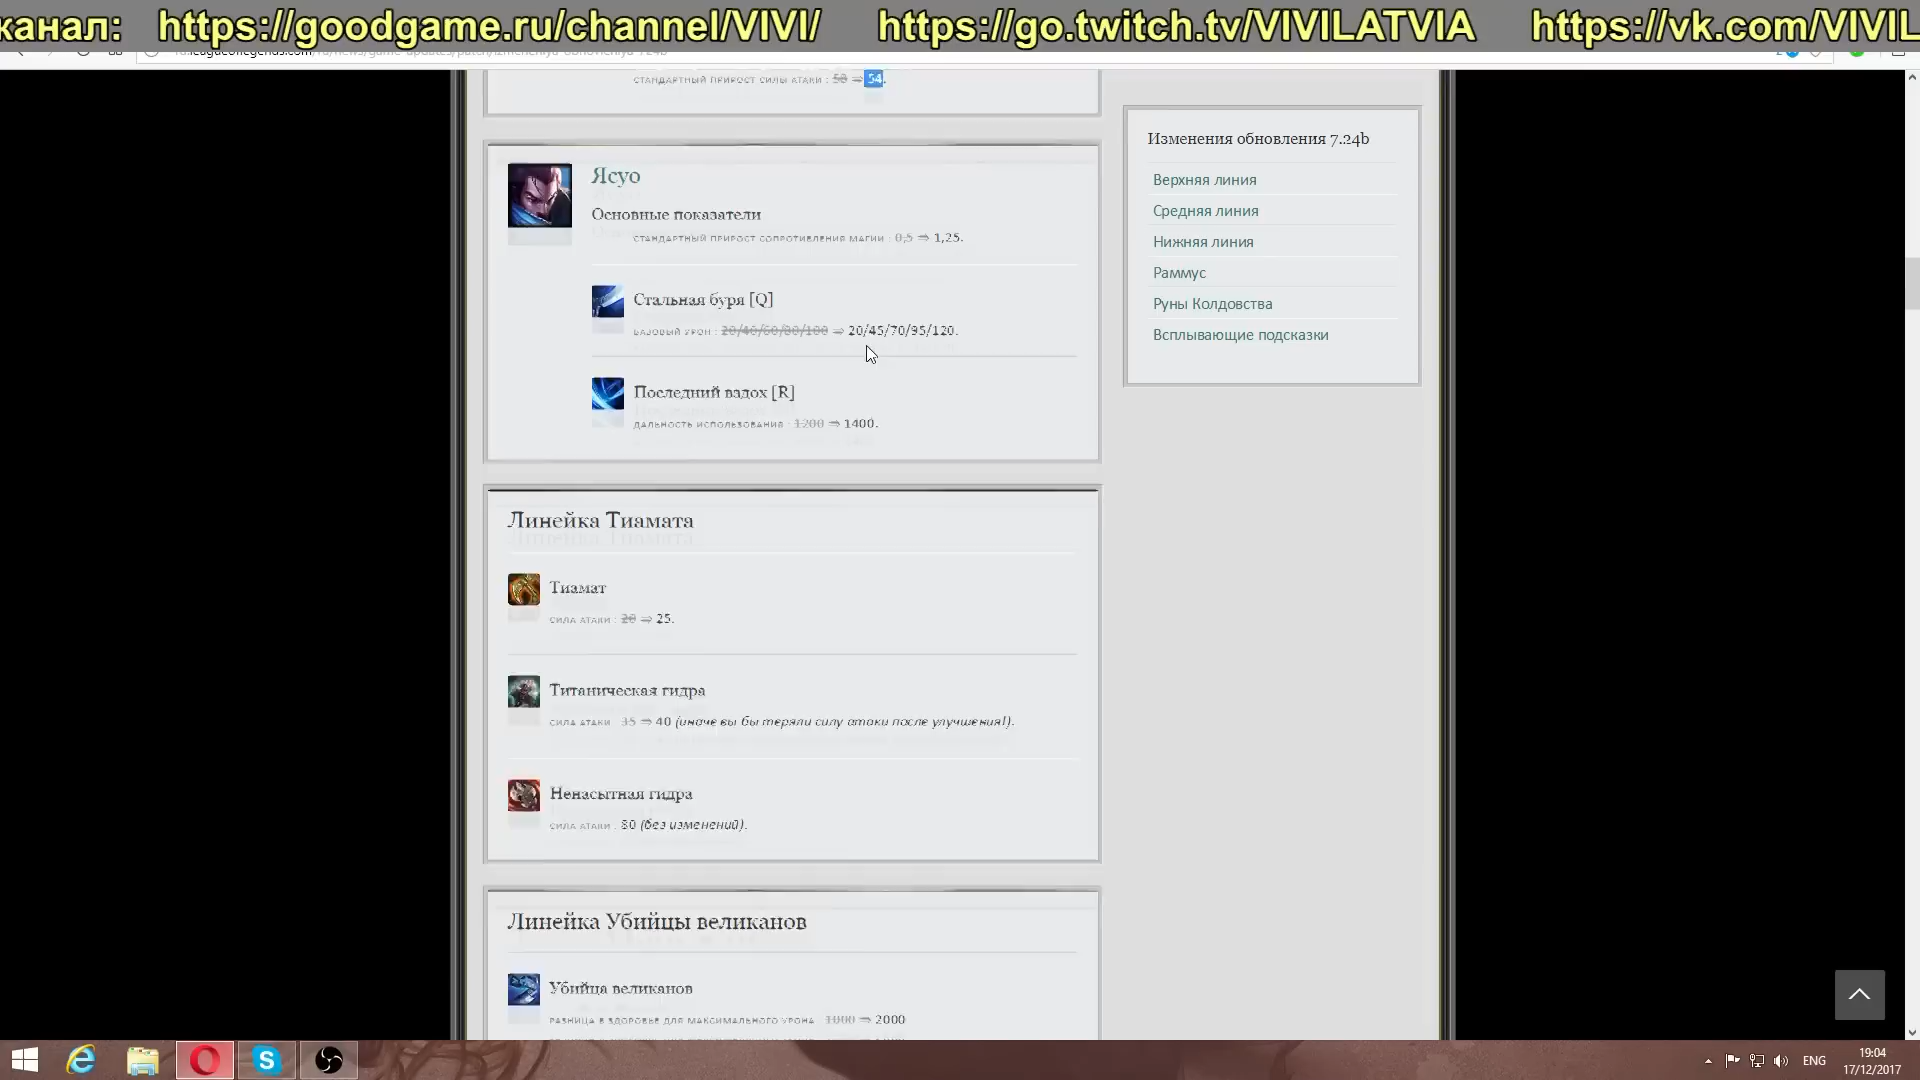 канал: https://goodgame.ru/channel/VIVI/ https://go.twitch.tv/VIVILATVIA https://vk.com/VIVIL
СТАНДАРТНЫЙ ПРИРОСТ СИЛЫ АТАКИ : 50 ⇒ 54.
Ясуо
Основные показатели
СТАНДАРТНЫЙ ПРИРОСТ СОПРОТИВЛЕНИЯ МАГИИ : 0,5 ⇒ 1,25.
Стальная буря [Q]
БАЗОВЫЙ УРОН : 20/40/60/80/100 ⇒ 20/45/70/95/120.
Последний вздох [R]
ДАЛЬНОСТЬ ИСПОЛЬЗОВАНИЯ : 1200 ⇒ 1400.
Линейка Тиамата
Тиамат
СИЛА АТАКИ : 20 ⇒ 25.
Титаническая гидра
СИЛА АТАКИ : 35 ⇒ 40 (иначе вы бы теряли силу атаки после улучшения!).
Ненасытная гидра
СИЛА АТАКИ : 80 (без изменений).
Линейка Убийцы великанов
Убийца великанов
РАЗНИЦА В ЗДОРОВЬЕ ДЛЯ МАКСИМАЛЬНОГО УРОНА : 1000 ⇒ 2000
Изменения обновления 7.24b
Верхняя линия
Средняя линия
Нижняя линия
Раммус
Руны Колдовства
Всплывающие подсказки
ENG
19:04
17/12/2017